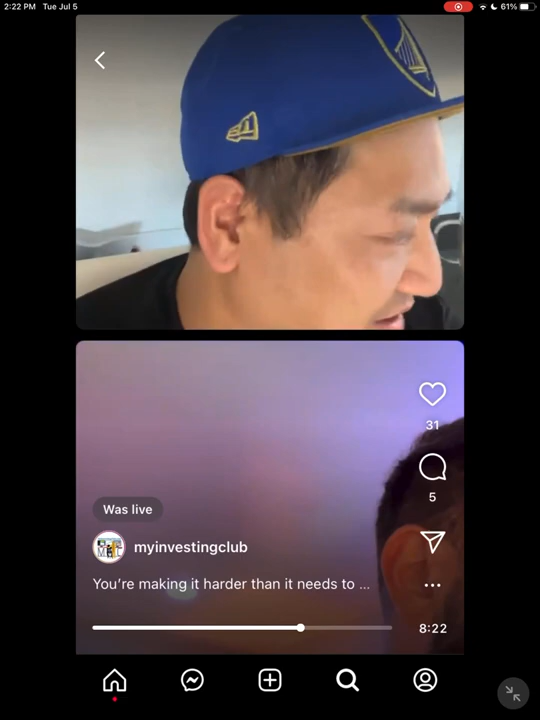 2:22 PM Tue Jul 5
61%
31
5
Was live
myinvestingclub
You're making it harder than it needs to ...
8:22